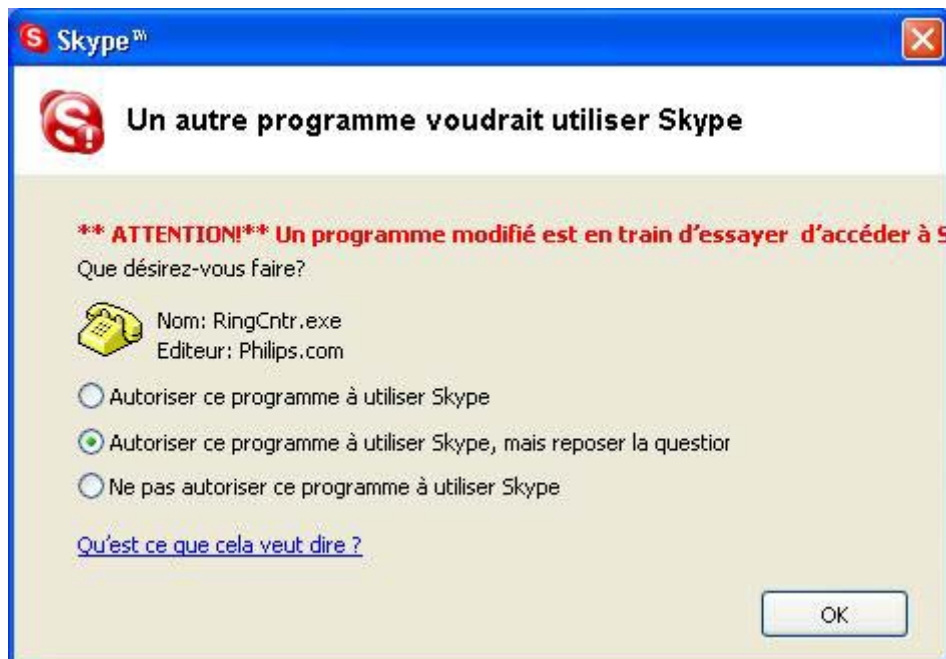 Skype™
Un autre programme voudrait utiliser Skype
** ATTENTION!** Un programme modifié est en train d'essayer d'accéder à S
Que désirez-vous faire?
Nom: RingCntr.exe
Editeur: Philips.com
Autoriser ce programme à utiliser Skype
Autoriser ce programme à utiliser Skype, mais reposer la question
Ne pas autoriser ce programme à utiliser Skype
Qu'est ce que cela veut dire ?
OK